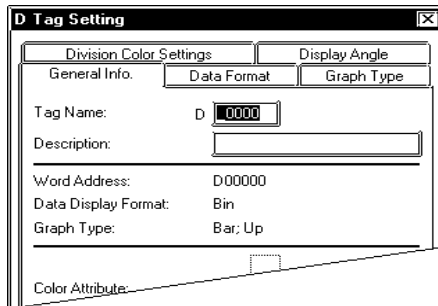 D Tag Setting
Division Color Settings Display Angle
General Info. Data Format Graph Type
Tag Name: D 0000
Description:
Word Address: D00000
Data Display Format: Bin
Graph Type: Bar; Up
Color Attribute: